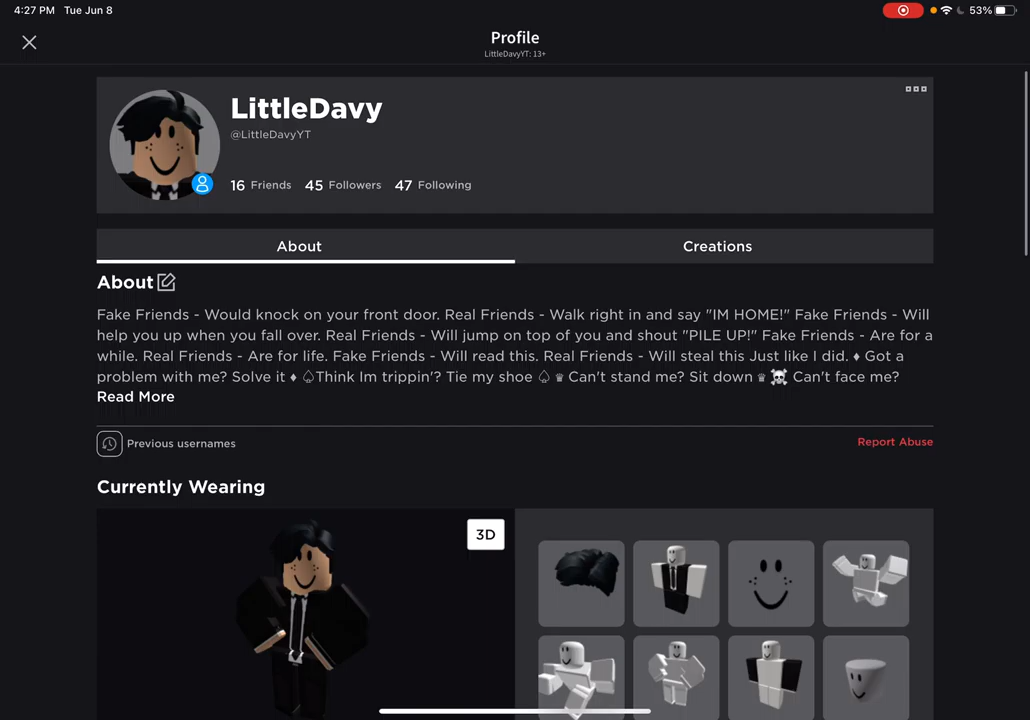 4:27 PM Tue Jun 8
53%
Profile
LittleDavyYT: 13+
LittleDavy
@LittleDavyYT
16 Friends 45 Followers 47 Following
About Creations
About
Fake Friends - Would knock on your front door. Real Friends - Walk right in and say "IM HOME!" Fake Friends - Will
help you up when you fall over. Real Friends - Will jump on top of you and shout "PILE UP!" Fake Friends - Are for a
while. Real Friends - Are for life. Fake Friends - Will read this. Real Friends - Will steal this Just like I did. ♦ Got a
problem with me? Solve it ♦ ♤Think Im trippin'? Tie my shoe ♤ ♛ Can't stand me? Sit down ♛ ☠ Can't face me?
Read More
Previous usernames Report Abuse
Currently Wearing
3D